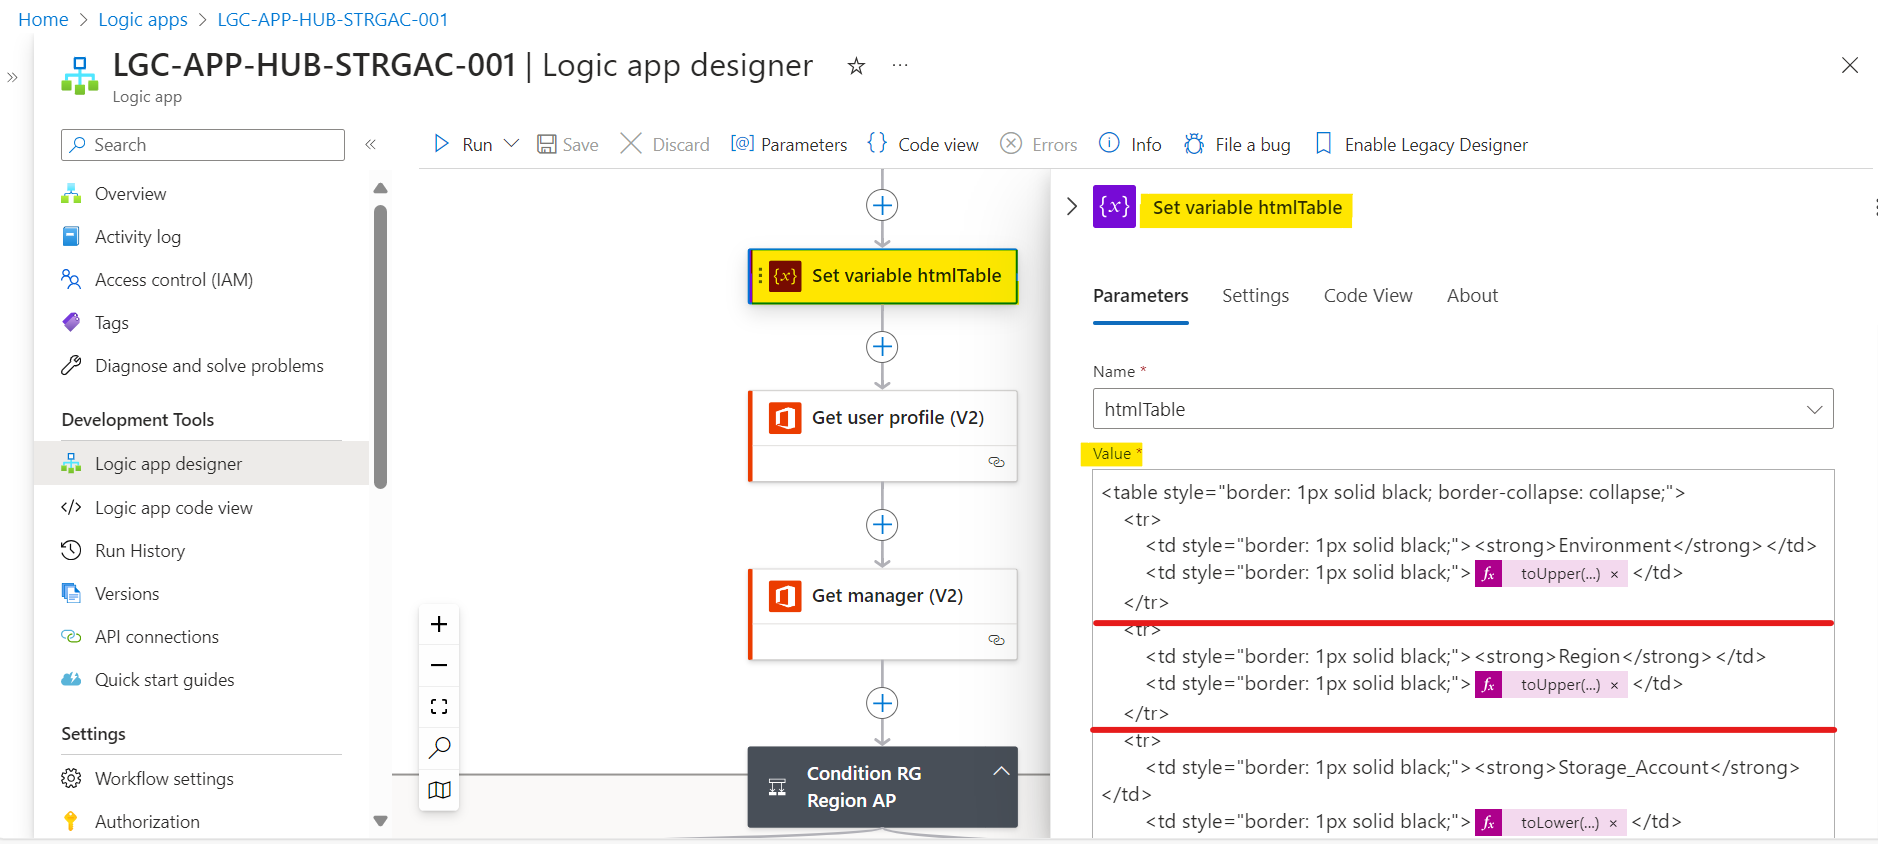 Home > Logic apps > LGC-APP-HUB-STRGAC-001
LGC-APP-HUB-STRGAC-001 | Logic app designer
Logic app
Search
Overview
Activity log
Access control (IAM)
Tags
Diagnose and solve problems
Development Tools
Logic app designer
Logic app code view
Run History
Versions
API connections
Quick start guides
Settings
Workflow settings
Authorization
Run Save Discard Parameters Code view Errors Info File a bug Enable Legacy Designer
Set variable htmlTable
Get user profile (V2)
Get manager (V2)
Condition RG
Region AP
Set variable htmlTable
Parameters Settings Code View About
Name *
htmlTable
Value *
<table style="border: 1px solid black; border-collapse: collapse;">
<tr>
<td style="border: 1px solid black;"><strong>Environment</strong></td>
<td style="border: 1px solid black;"> fx toUpper(...) × </td>
</tr>
<tr>
<td style="border: 1px solid black;"><strong>Region</strong></td>
<td style="border: 1px solid black;"> fx toUpper(...) × </td>
</tr>
<tr>
<td style="border: 1px solid black;"><strong>Storage_Account</strong>
</td>
<td style="border: 1px solid black;"> fx toLower(...) × </td>